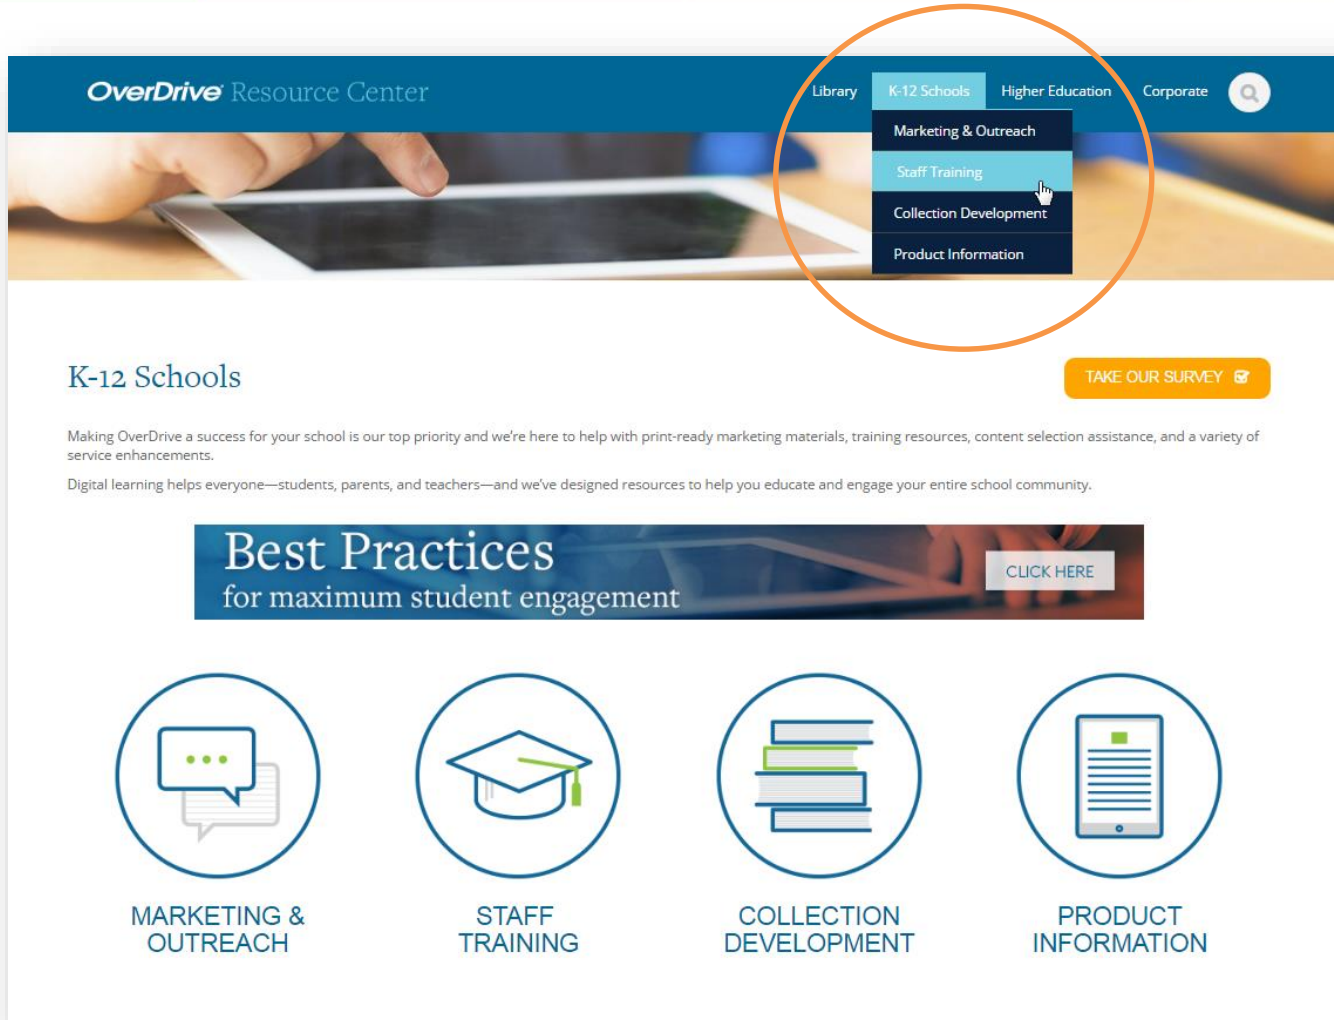 OverDrive Resource Center
Library K-12 Schools Higher Education Corporate
Marketing & Outreach
Staff Training
Collection Development
Product Information
K-12 Schools
TAKE OUR SURVEY
Making OverDrive a success for your school is our top priority and we're here to help with print-ready marketing materials, training resources, content selection assistance, and a variety of
service enhancements.
Digital learning helps everyone—students, parents, and teachers—and we've designed resources to help you educate and engage your entire school community.
Best Practices
for maximum student engagement
CLICK HERE
MARKETING &
OUTREACH
STAFF
TRAINING
COLLECTION
DEVELOPMENT
PRODUCT
INFORMATION